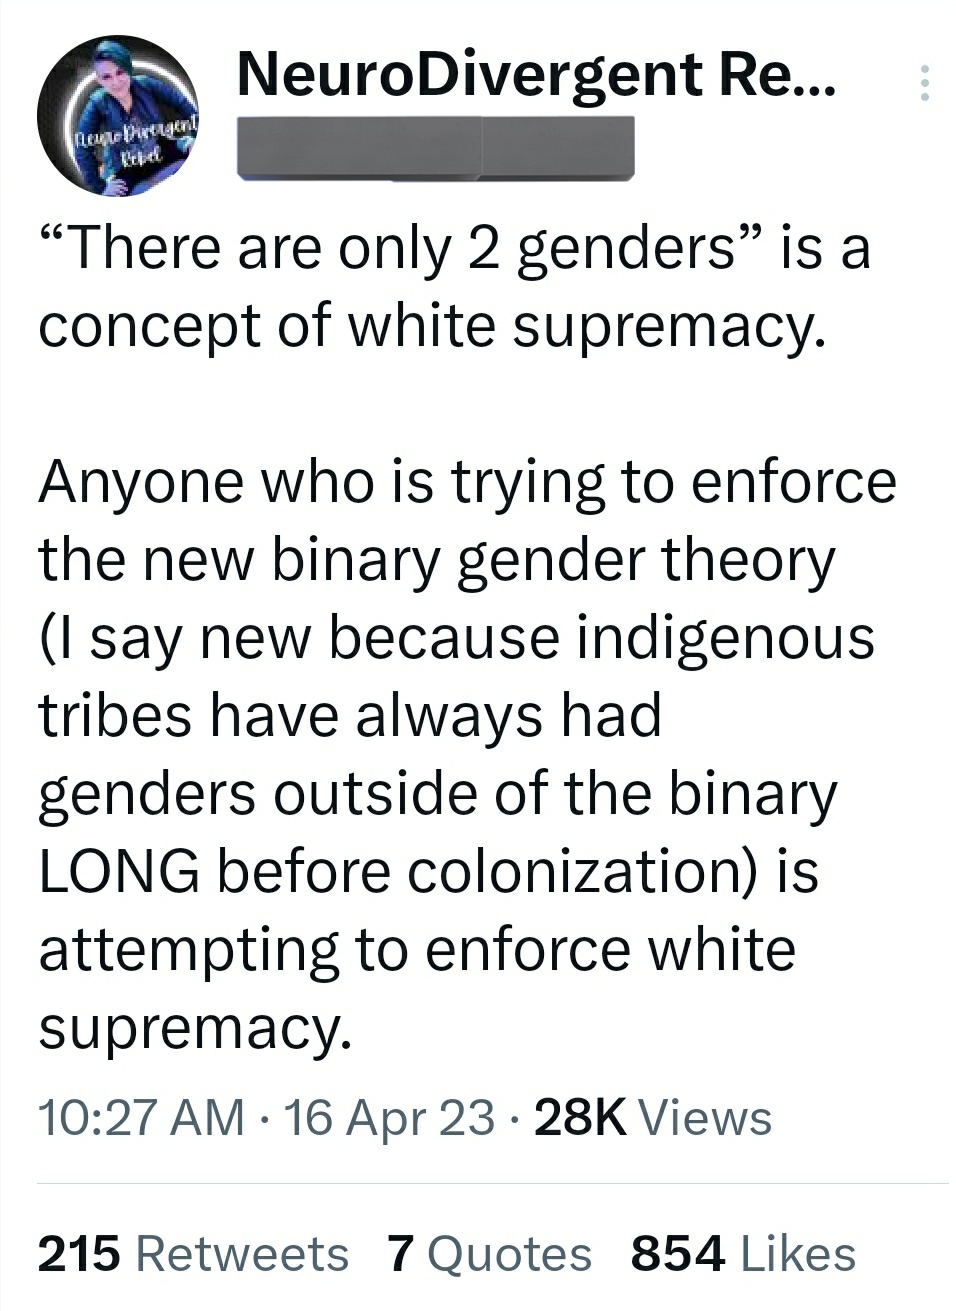 NeuroDivergent
Rebel
NeuroDivergent Re...
“There are only 2 genders” is a
concept of white supremacy.
Anyone who is trying to enforce
the new binary gender theory
(I say new because indigenous
tribes have always had
genders outside of the binary
LONG before colonization) is
attempting to enforce white
supremacy.
10:27 AM · 16 Apr 23 · 28K Views
215 Retweets 7 Quotes 854 Likes